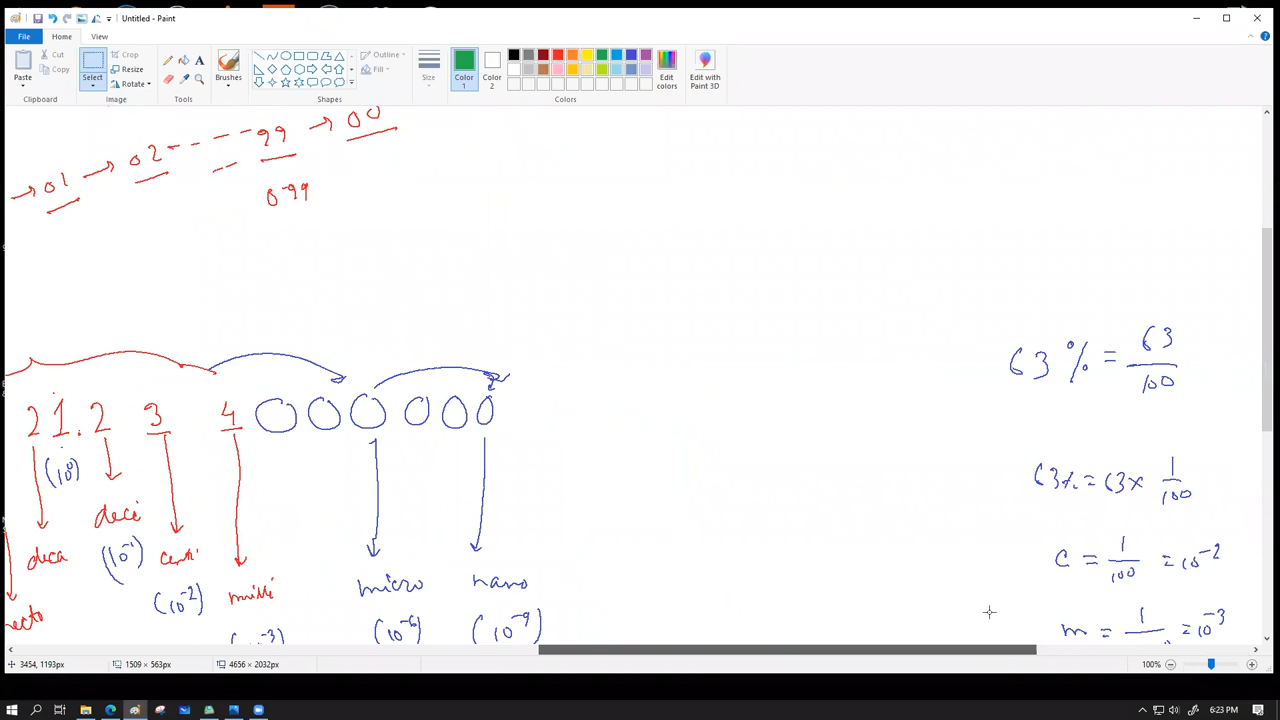 Untitled - Paint
File Home View
Cut
Copy
Paste
Clipboard
Crop
Resize
Rotate
Select
Image
Tools
Brushes
Shapes
Outline
Fill
Size
Color 1
Color 2
Edit colors
Colors
Edit with Paint 3D
→ 01 → 02 - - - - - 99 → 00
0-99
63 % = 63/100
21.234000000
(10⁰)
63% = 63 x 1/100
deci
deca (10⁻¹) centi
c = 1/100 = 10⁻²
(10⁻²) milli micro nano
ecto
(10⁻³) (10⁻⁶) (10⁻⁹)
m = 1/ = 10⁻³
3454, 1193px 1509 × 563px 4656 × 2032px 100%
6:23 PM